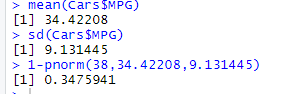 > mean(Cars$MPG)
[1] 34.42208
> sd(Cars$MPG)
[1] 9.131445
> 1-pnorm(38,34.42208,9.131445)
[1] 0.3475941
>